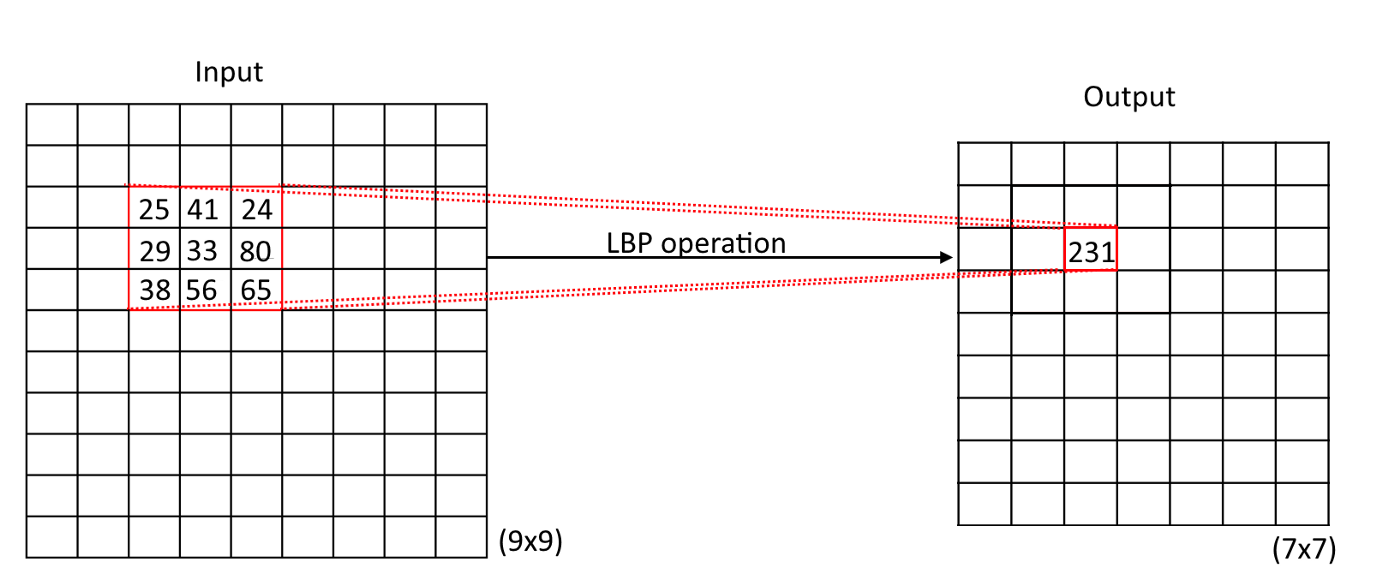 Input
Output
25 41 24
29 33 80
38 56 65
LBP operation
231
(9x9)
(7x7)